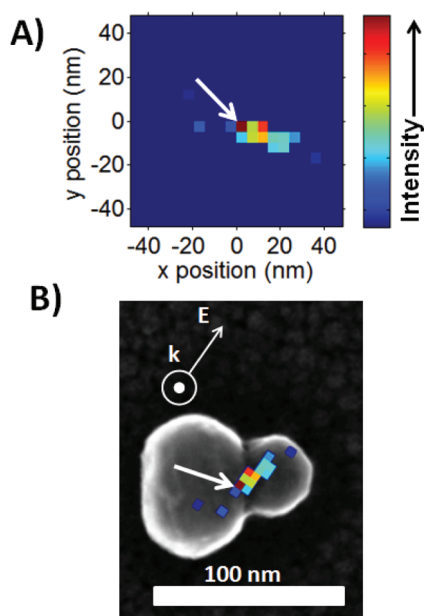 A)
40
20
0
-20
-40
y position (nm)
-40 -20 0 20 40
x position (nm)
Intensity
B)
E
k
100 nm